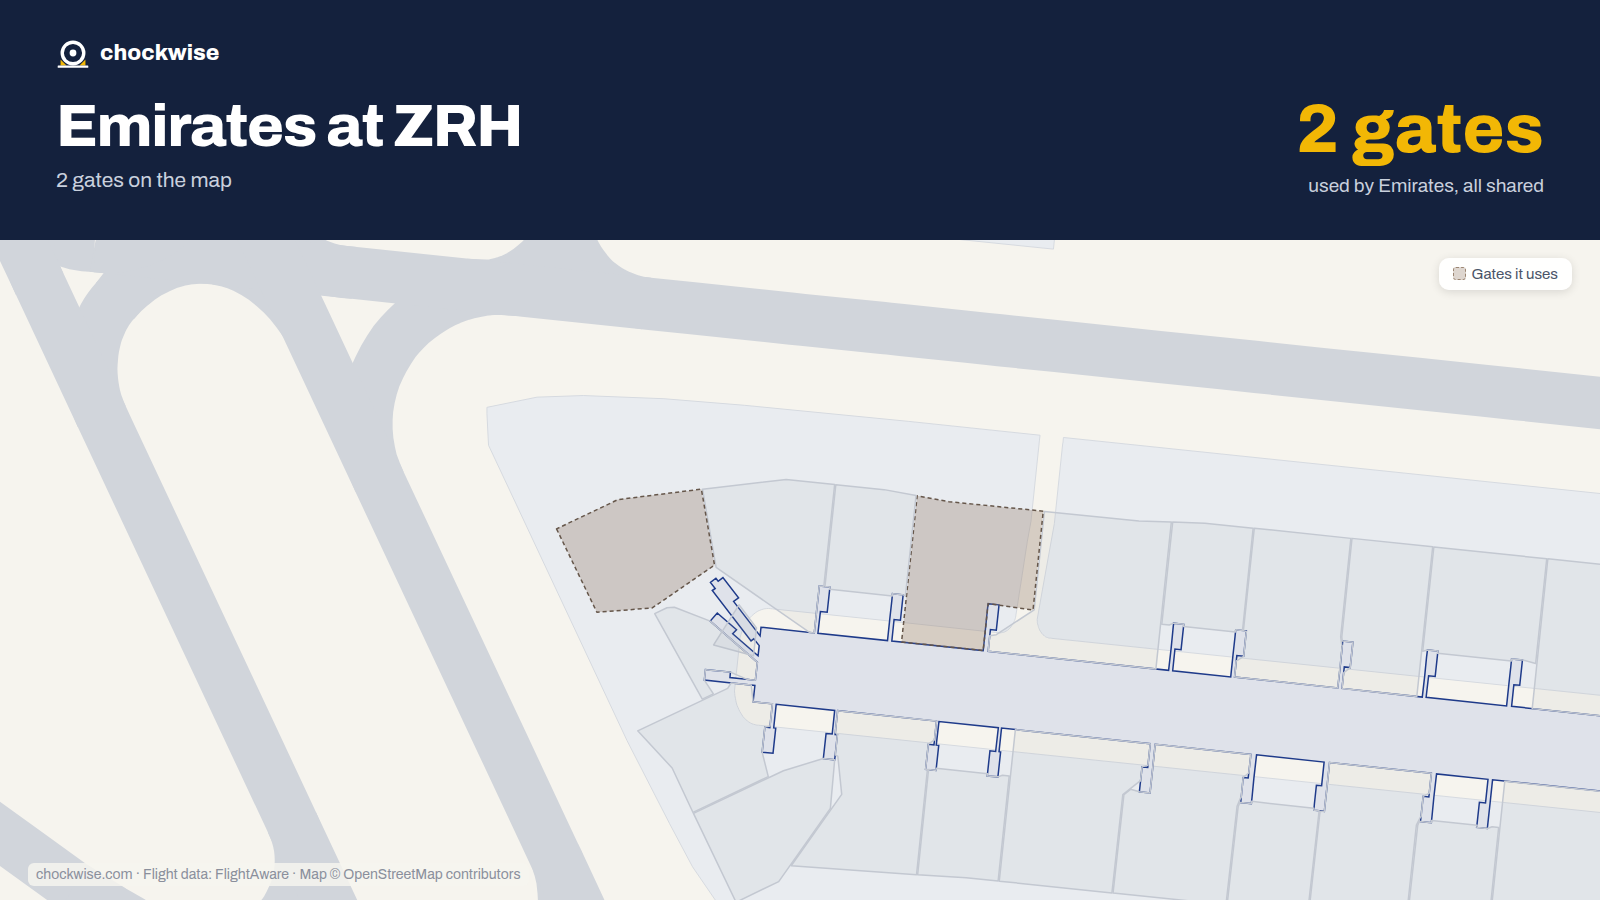 chockwise
Emirates at ZRH
2 gates on the map
2 gates
used by Emirates, all shared
Gates it uses
chockwise.com · Flight data: FlightAware · Map © OpenStreetMap contributors